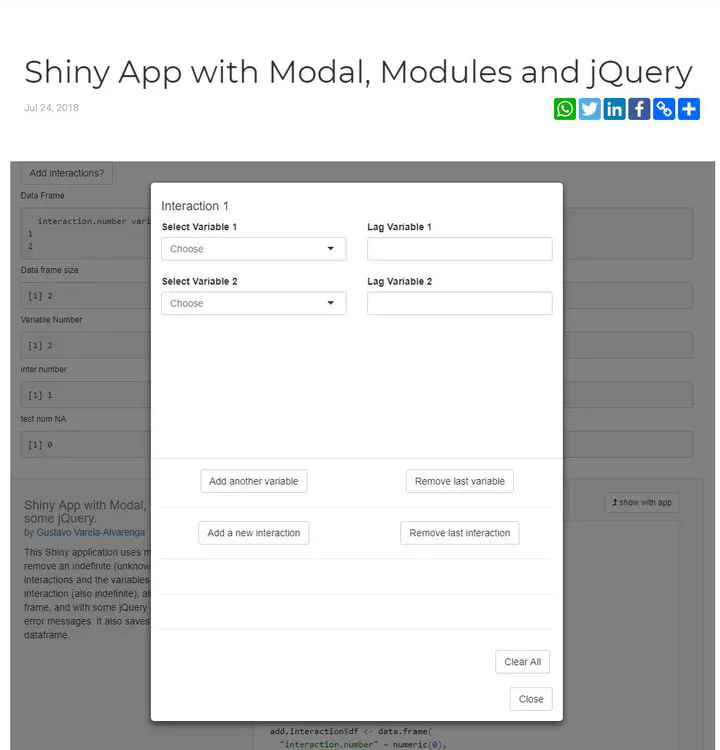 Shiny App with Modal, Modules and jQuery
Jul 24, 2018
Add interactions?
Data Frame
interaction.number vari
1
2
Data frame size
[1] 2
Variable Number
[1] 2
inter number
[1] 1
test num NA
[1] 0
Interaction 1
Select Variable 1
Lag Variable 1
Choose
Select Variable 2
Lag Variable 2
Choose
Add another variable
Remove last variable
Add a new interaction
Remove last interaction
Clear All
Close
Shiny App with Modal,
some jQuery.
by Gustavo Varela-Alvarenga
show with app
This Shiny application uses m
remove an indefinite (unknow
interactions and the variables
interaction (also indefinite), al
frame, and with some jQuery
error messages. It also saves
dataframe.
add.interaction$df <- data.frame(
"interaction.number" = numeric(0),